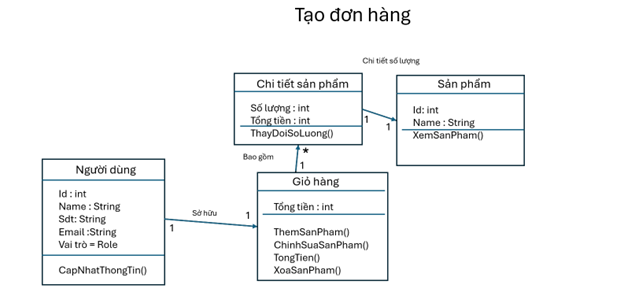 Tạo đơn hàng
Chi tiết số lượng
Chi tiết sản phẩm
Số lượng : int
Tổng tiền : int
ThayDoiSoLuong()
1
1
Sản phẩm
Id: int
Name : String
XemSanPham()
*
Bao gồm
1
Người dùng
Id : int
Name : String
Sdt: String
Email :String
Vai trò = Role
CapNhatThongTin()
Sở hữu
1
1
Giỏ hàng
Tổng tiền : int
ThemSanPham()
ChinhSuaSanPham()
TongTien()
XoaSanPham()